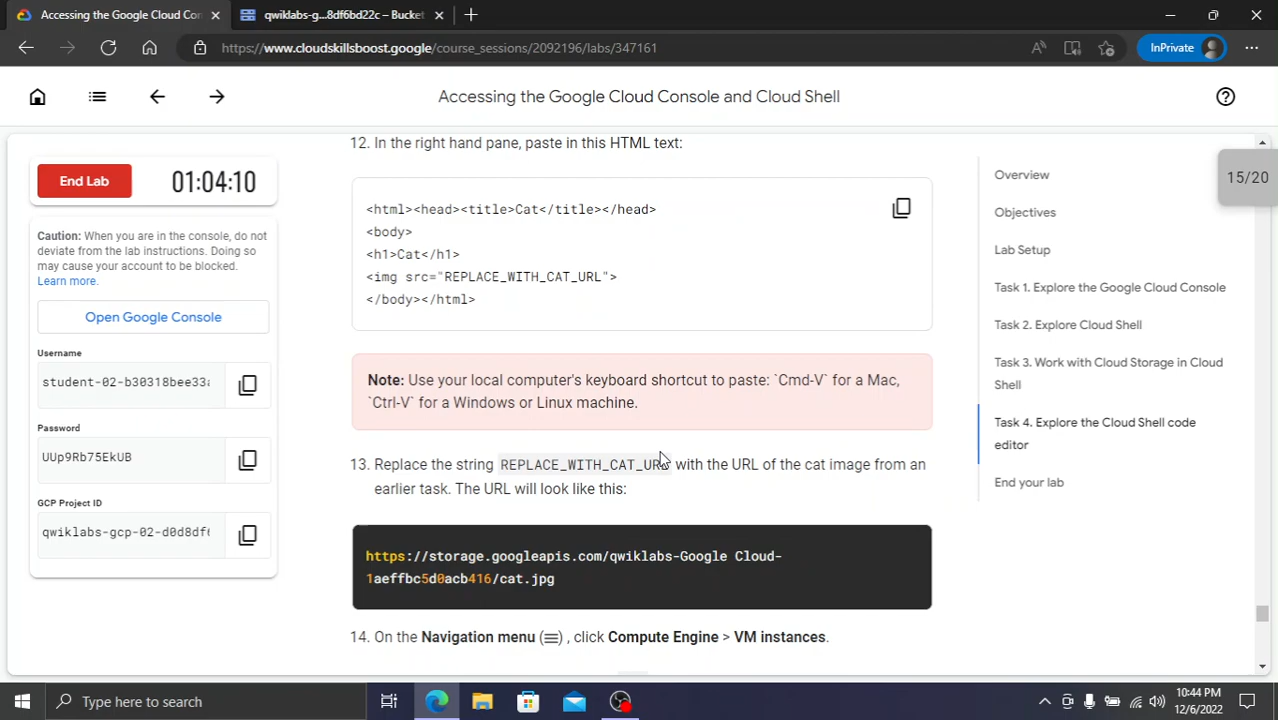 Accessing the Google Cloud Con
qwiklabs-g...8df6bd22c – Bucket
https://www.cloudskillsboost.google/course_sessions/2092196/labs/347161
InPrivate
Accessing the Google Cloud Console and Cloud Shell
End Lab
01:04:10
Caution: When you are in the console, do not
deviate from the lab instructions. Doing so
may cause your account to be blocked.
Learn more.
Open Google Console
Username
student-02-b30318bee33a
Password
UUp9Rb75EkUB
GCP Project ID
qwiklabs-gcp-02-d0d8df6
12. In the right hand pane, paste in this HTML text:
<html><head><title>Cat</title></head>
<body>
<h1>Cat</h1>
<img src="REPLACE_WITH_CAT_URL">
</body></html>
Note: Use your local computer's keyboard shortcut to paste: `Cmd-V` for a Mac,
`Ctrl-V` for a Windows or Linux machine.
13. Replace the string REPLACE_WITH_CAT_URL with the URL of the cat image from an
earlier task. The URL will look like this:
https://storage.googleapis.com/qwiklabs-Google Cloud-
1aeffbc5d0acb416/cat.jpg
14. On the Navigation menu (≡) , click Compute Engine > VM instances.
Overview
Objectives
Lab Setup
Task 1. Explore the Google Cloud Console
Task 2. Explore Cloud Shell
Task 3. Work with Cloud Storage in Cloud
Shell
Task 4. Explore the Cloud Shell code
editor
End your lab
15/20
Type here to search
10:44 PM
12/6/2022